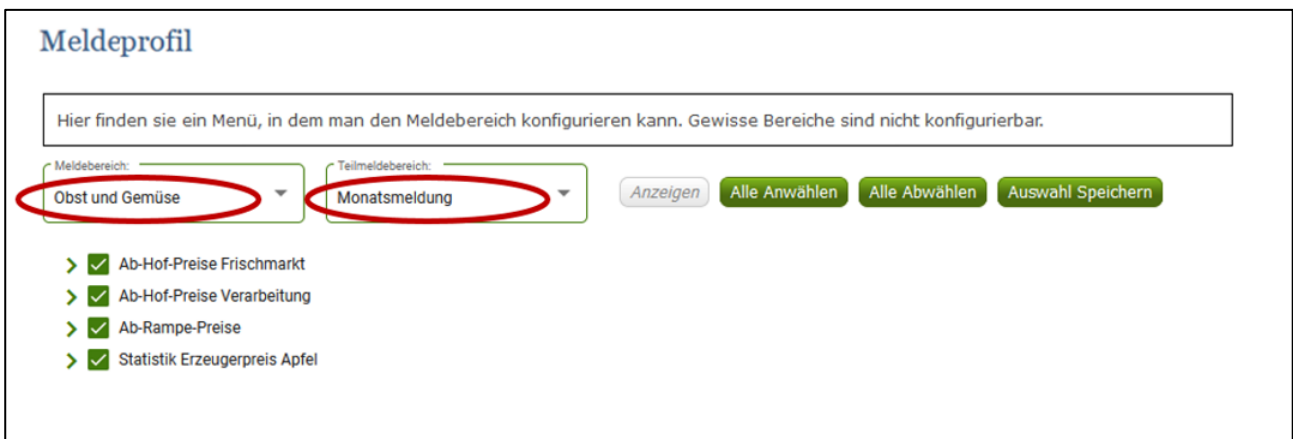 Meldeprofil
Hier finden sie ein Menü, in dem man den Meldebereich konfigurieren kann. Gewisse Bereiche sind nicht konfigurierbar.
Meldebereich: Teilmeldebereich:
Obst und Gemüse Monatsmeldung Anzeigen Alle Anwählen Alle Abwählen Auswahl Speichern
Ab-Hof-Preise Frischmarkt
Ab-Hof-Preise Verarbeitung
Ab-Rampe-Preise
Statistik Erzeugerpreis Apfel